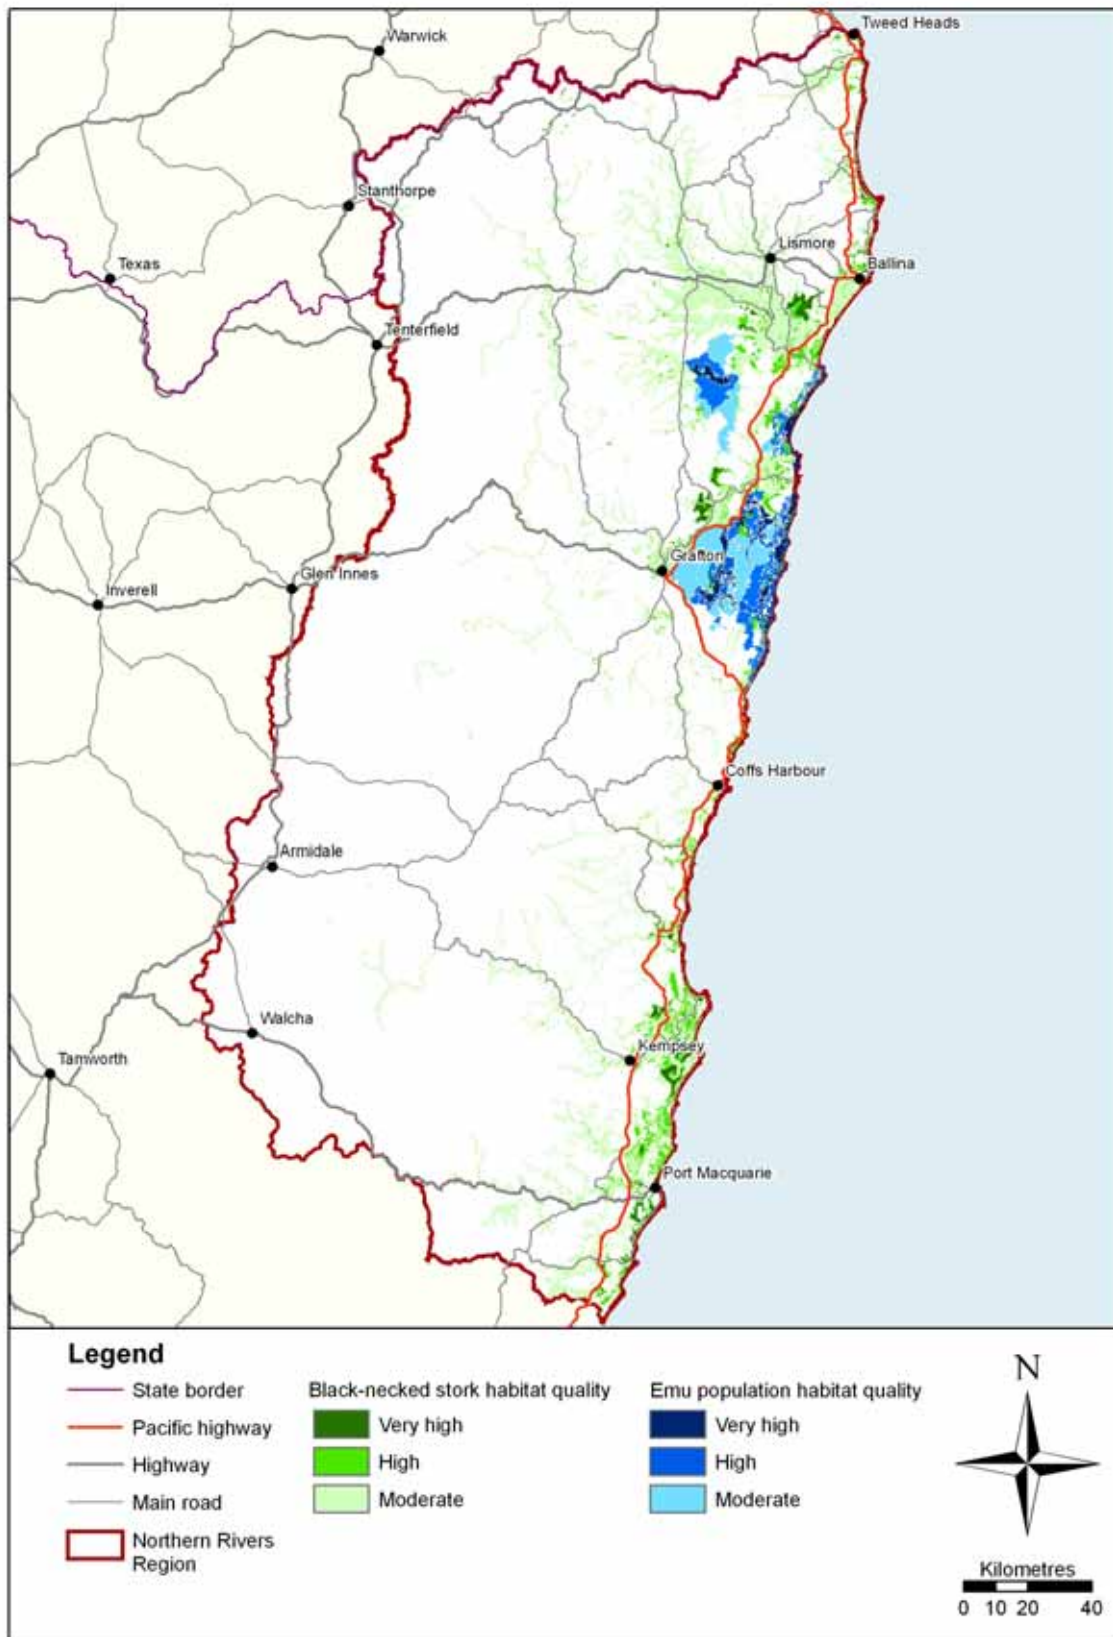 Tweed Heads
Warwick
Stanthorpe
Lismore
Texas
Ballina
Tenterfield
Grafton
Glen Innes
Inverell
Coffs Harbour
Armidale
Walcha
Kempsey
Tamworth
Port Macquarie
Legend
State border
Pacific highway
Highway
Main road
Northern Rivers
Region
Black-necked stork habitat quality
Very high
High
Moderate
Emu population habitat quality
Very high
High
Moderate
N
Kilometres
0 10 20 40